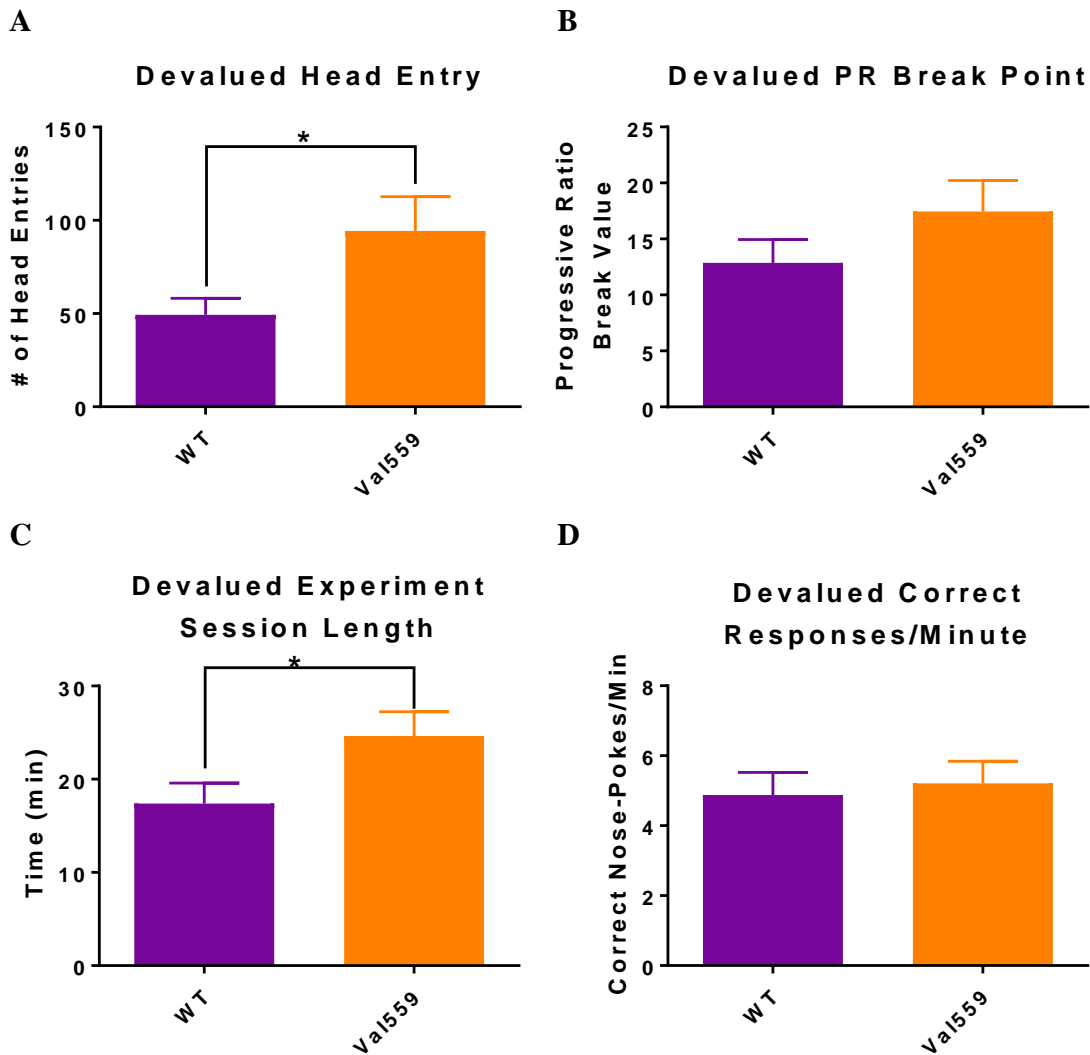 A
Devalued Head Entry
# of Head Entries
150
100
50
0
*
WT
Val559
B
Devalued PR Break Point
Progressive Ratio
Break Value
25
20
15
10
5
0
WT
Val559
C
Devalued Experiment
Session Length
Time (min)
30
20
10
0
*
WT
Val559
D
Devalued Correct
Responses/Minute
Correct Nose-Pokes/Min
8
6
4
2
0
WT
Val559